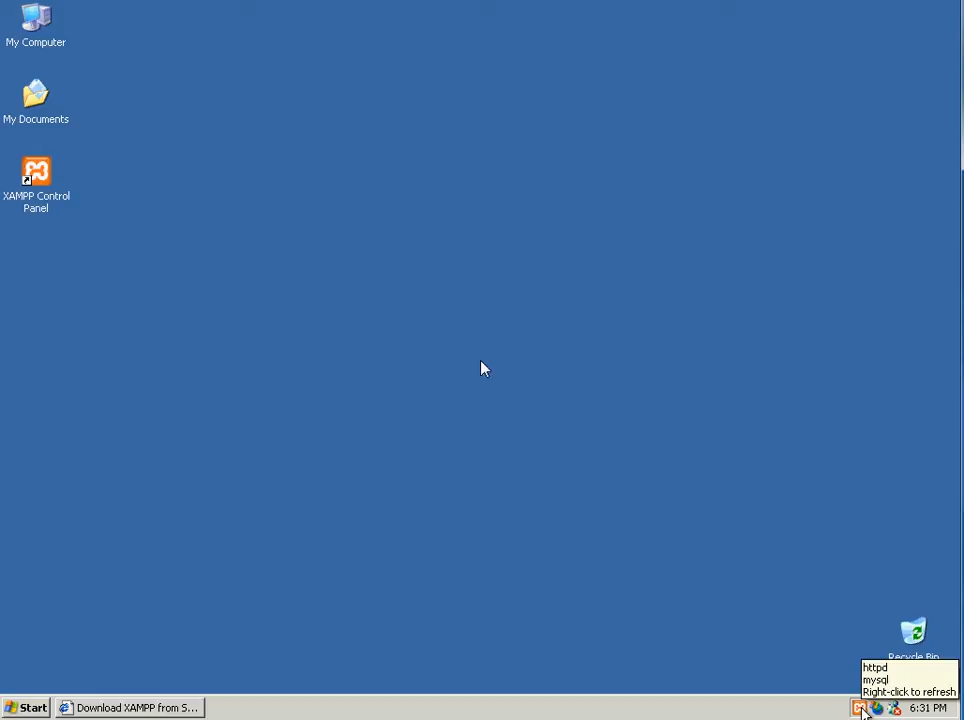 My Computer
My Documents
XAMPP Control
Panel
Recycle Bin
httpd
mysql
Right-click to refresh
Start
Download XAMPP from S...
6:31 PM